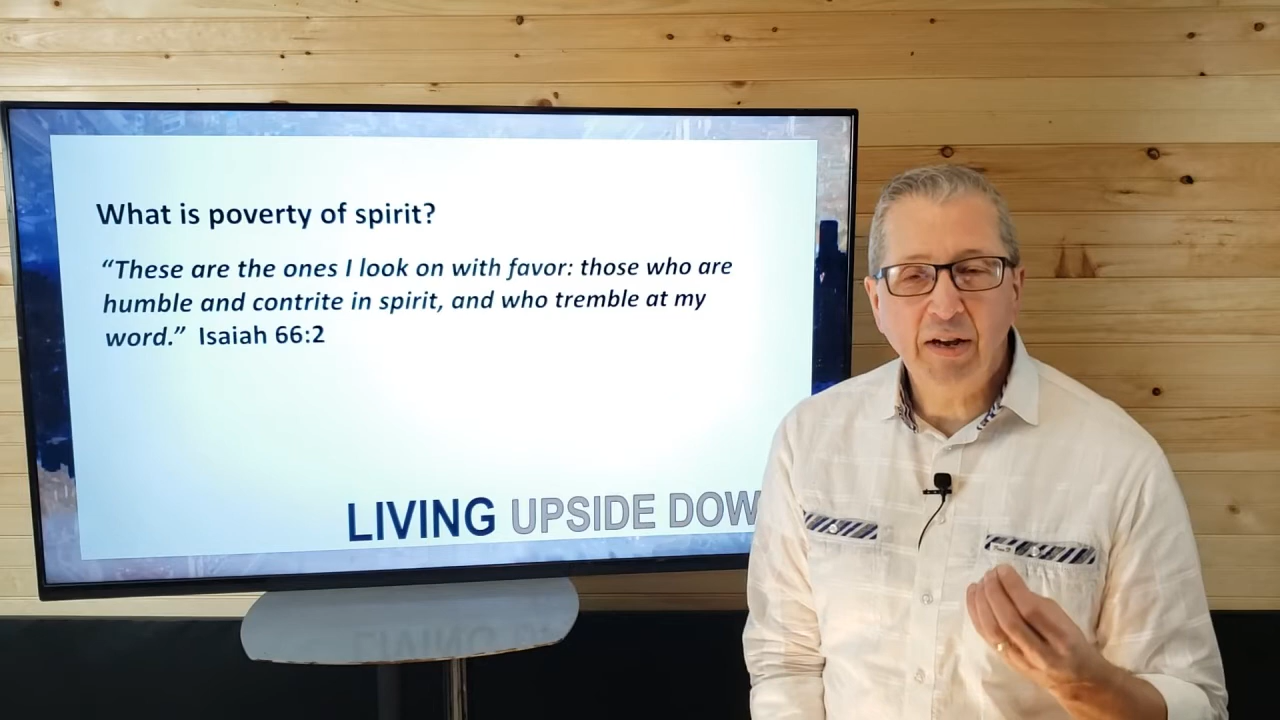 What is poverty of spirit?
“These are the ones I look on with favor: those who are
humble and contrite in spirit, and who tremble at my
word.” Isaiah 66:2
LIVING UPSIDE DOW